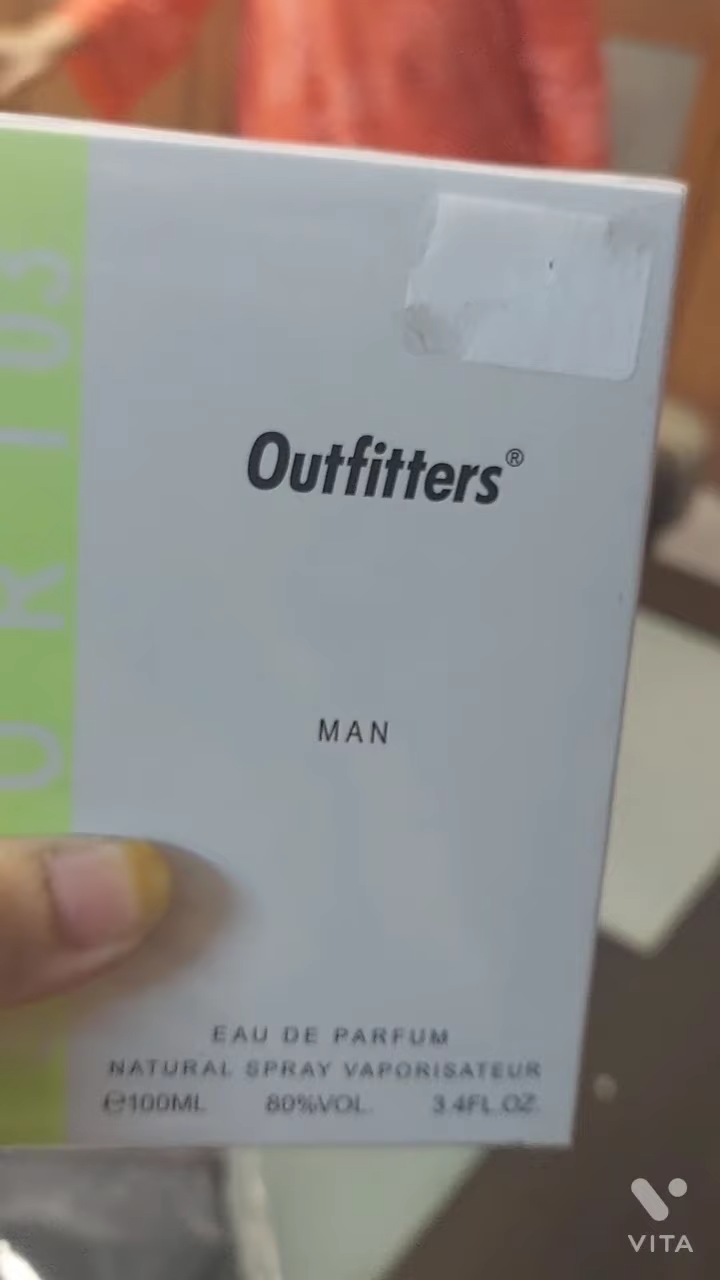 Outfitters®
MAN
EAU DE PARFUM
NATURAL SPRAY VAPORISATEUR
℮100ML 80%VOL. 3.4FL.OZ.
VITA